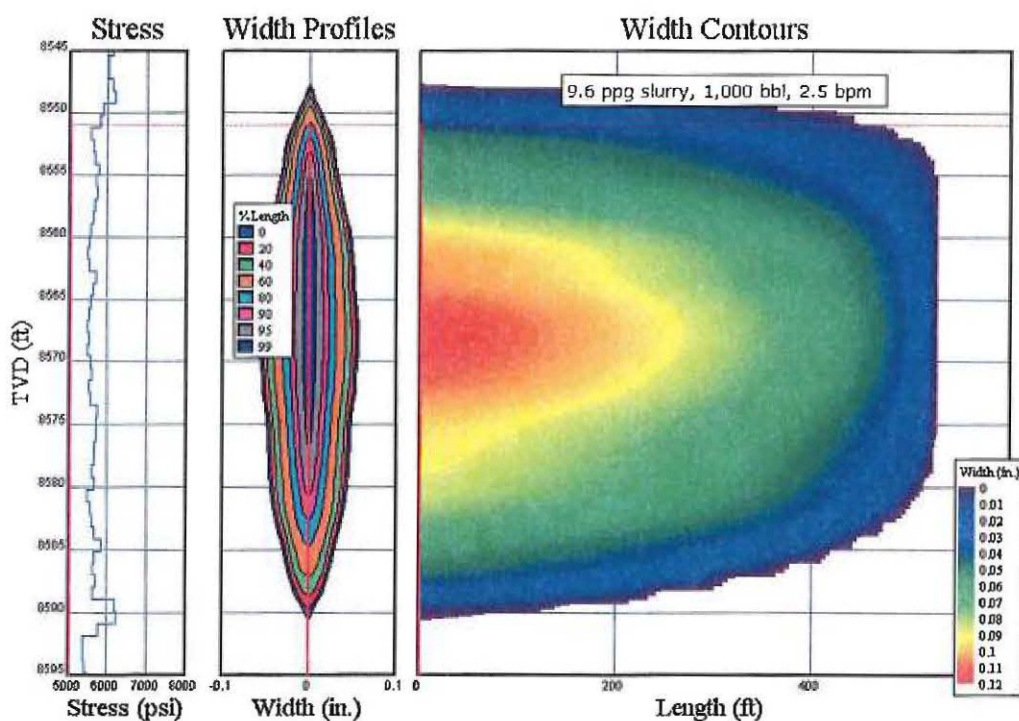 Stress
Width Profiles
Width Contours
9.6 ppg slurry, 1,000 bbl, 2.5 bpm
TVD (ft)
8545
8550
8555
8560
8565
8570
8575
8580
8585
8590
8595
5000 6000 7000 8000
Stress (psi)
% Length
0
20
40
60
80
90
95
99
-0.1 0 0.1
Width (in.)
0 200 400
Length (ft)
Width (in.)
0
0.01
0.02
0.03
0.04
0.05
0.06
0.07
0.08
0.09
0.1
0.11
0.12